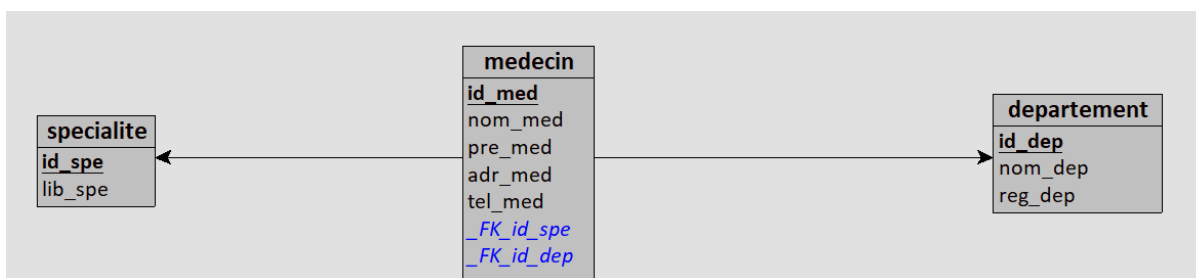 specialite
id_spe
lib_spe
medecin
id_med
nom_med
pre_med
adr_med
tel_med
_FK_id_spe
_FK_id_dep
departement
id_dep
nom_dep
reg_dep